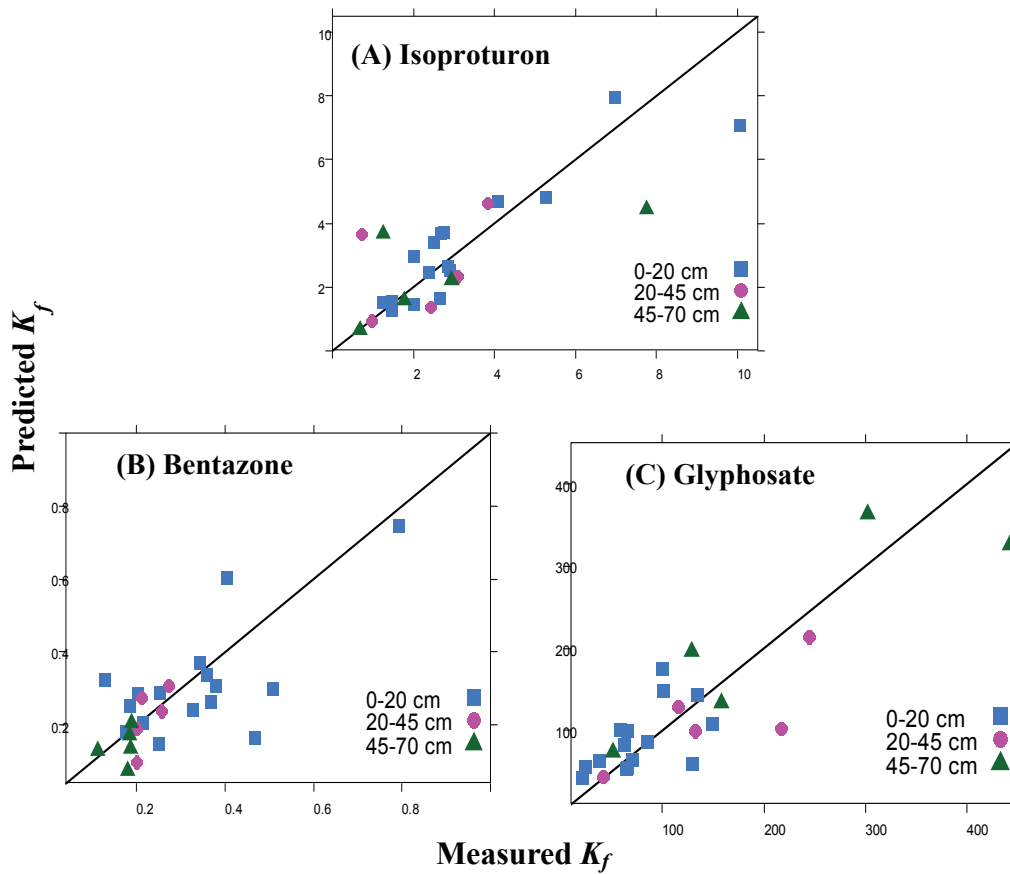 (A) Isoproturon
10
8
6
4
2
0-20 cm
20-45 cm
45-70 cm
2 4 6 8 10
Predicted K_f
(B) Bentazone
0.8
0.6
0.4
0.2
0-20 cm
20-45 cm
45-70 cm
0.2 0.4 0.6 0.8
(C) Glyphosate
400
300
200
100
0-20 cm
20-45 cm
45-70 cm
100 200 300 400
Measured K_f